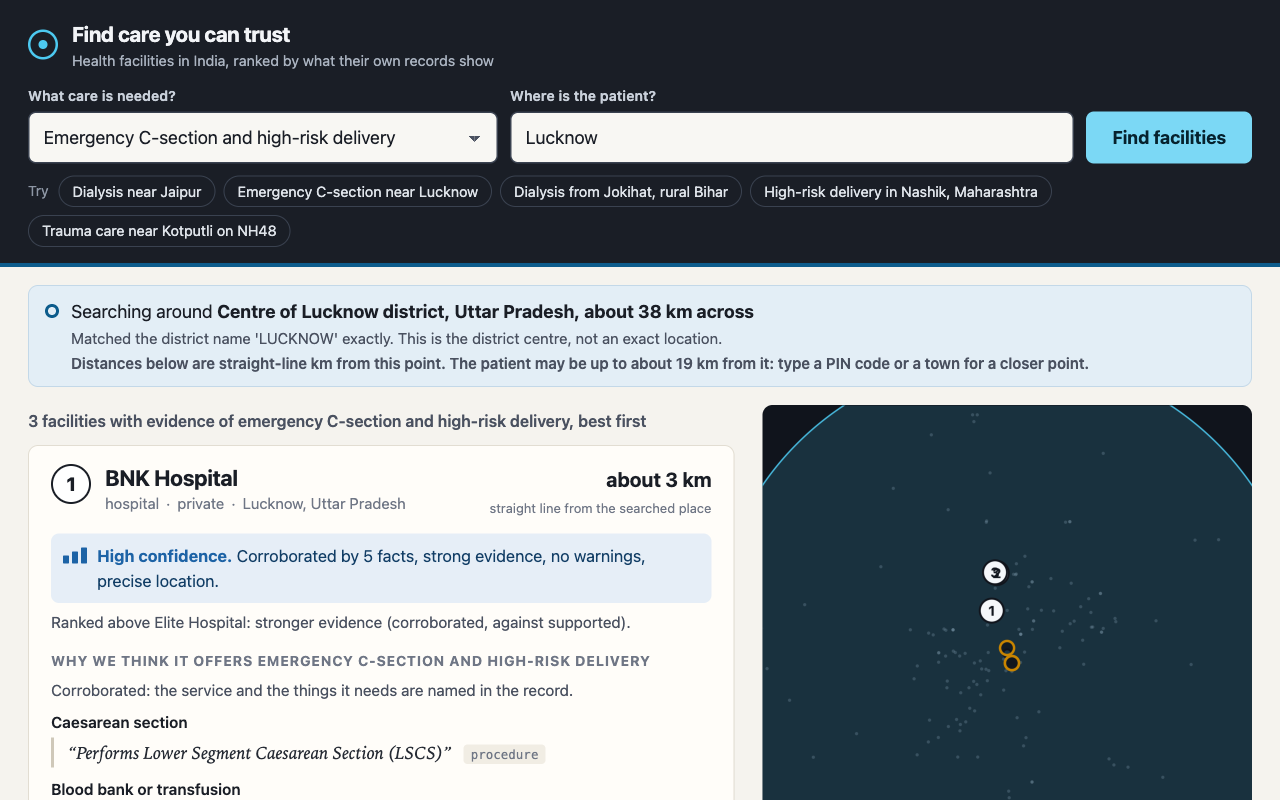 Find care you can trust
Health facilities in India, ranked by what their own records show
What care is needed?
Where is the patient?
Emergency C-section and high-risk delivery
Lucknow
Find facilities
Try
Dialysis near Jaipur
Emergency C-section near Lucknow
Dialysis from Jokihat, rural Bihar
High-risk delivery in Nashik, Maharashtra
Trauma care near Kotputli on NH48
Searching around Centre of Lucknow district, Uttar Pradesh, about 38 km across
Matched the district name 'LUCKNOW' exactly. This is the district centre, not an exact location.
Distances below are straight-line km from this point. The patient may be up to about 19 km from it: type a PIN code or a town for a closer point.
3 facilities with evidence of emergency C-section and high-risk delivery, best first
1
BNK Hospital
about 3 km
hospital · private · Lucknow, Uttar Pradesh
straight line from the searched place
High confidence. Corroborated by 5 facts, strong evidence, no warnings,
precise location.
Ranked above Elite Hospital: stronger evidence (corroborated, against supported).
WHY WE THINK IT OFFERS EMERGENCY C-SECTION AND HIGH-RISK DELIVERY
Corroborated: the service and the things it needs are named in the record.
Caesarean section
“Performs Lower Segment Caesarean Section (LSCS)” procedure
Blood bank or transfusion
1